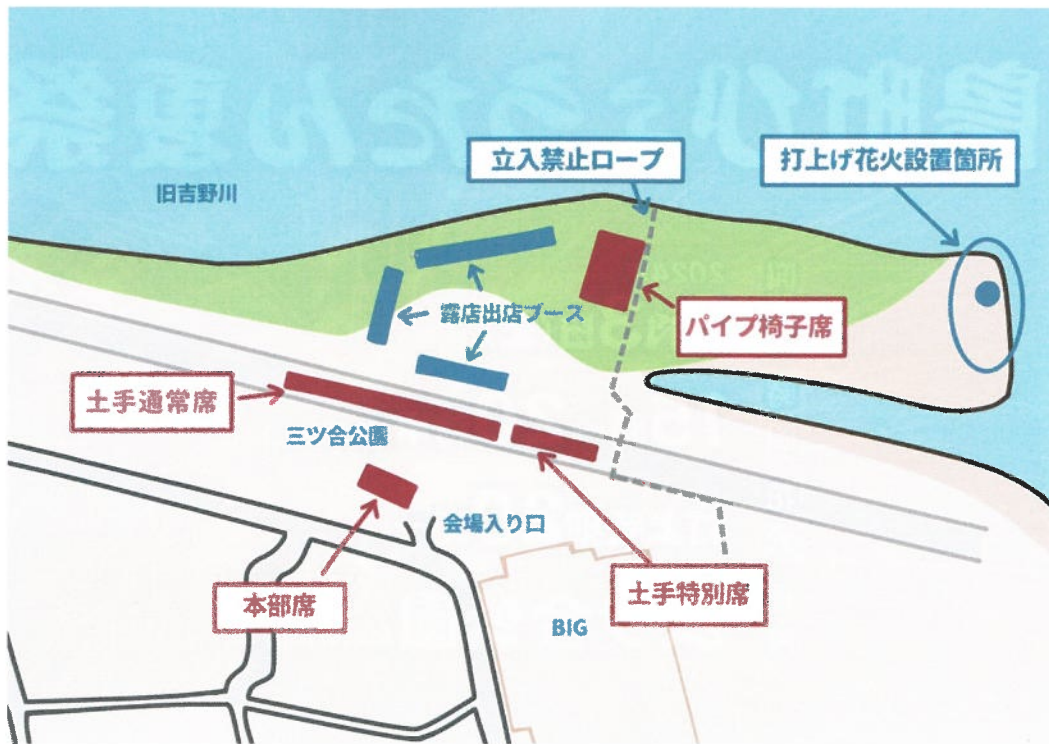 旧吉野川
立入禁止ロープ
打上げ花火設置箇所
露店出店ブース
パイプ椅子席
土手通常席
三ツ合公園
会場入り口
本部席
土手特別席
BIG